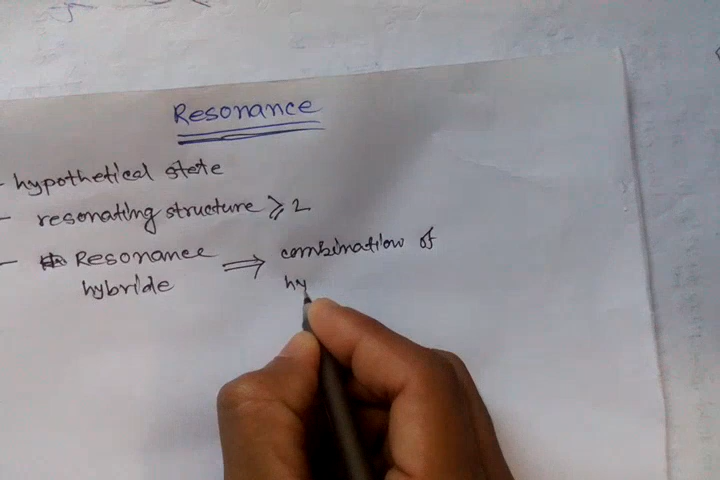 Resonance
- hypothetical state
- resonating structure ⩾ 2
- Resonance ⇒ combination of
hybride hy